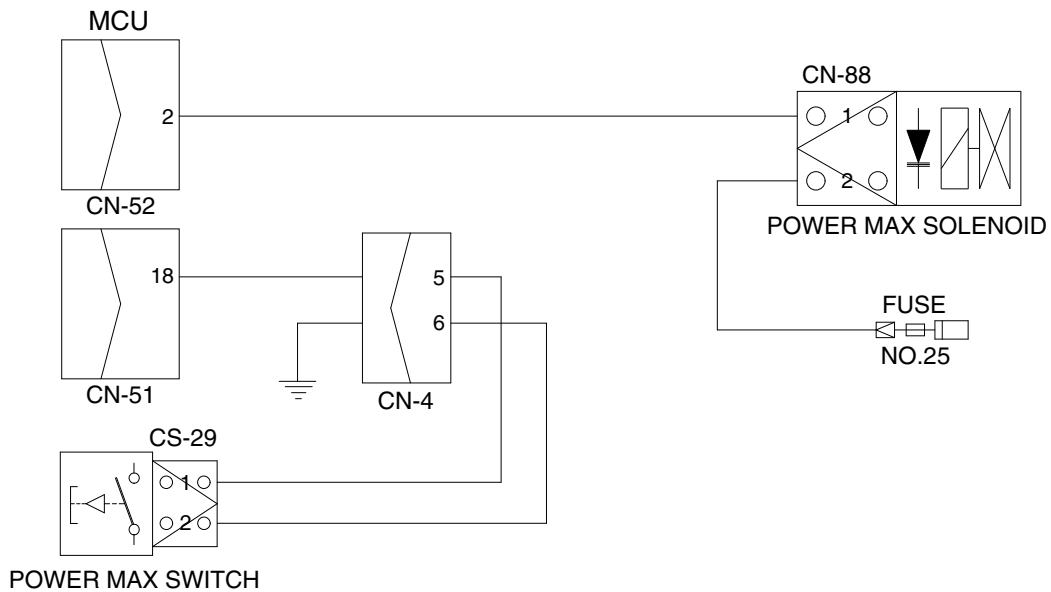 MCU
2
CN-52
CN-88
1
2
POWER MAX SOLENOID
18
CN-51
5
6
CN-4
FUSE
NO.25
CS-29
1
2
POWER MAX SWITCH